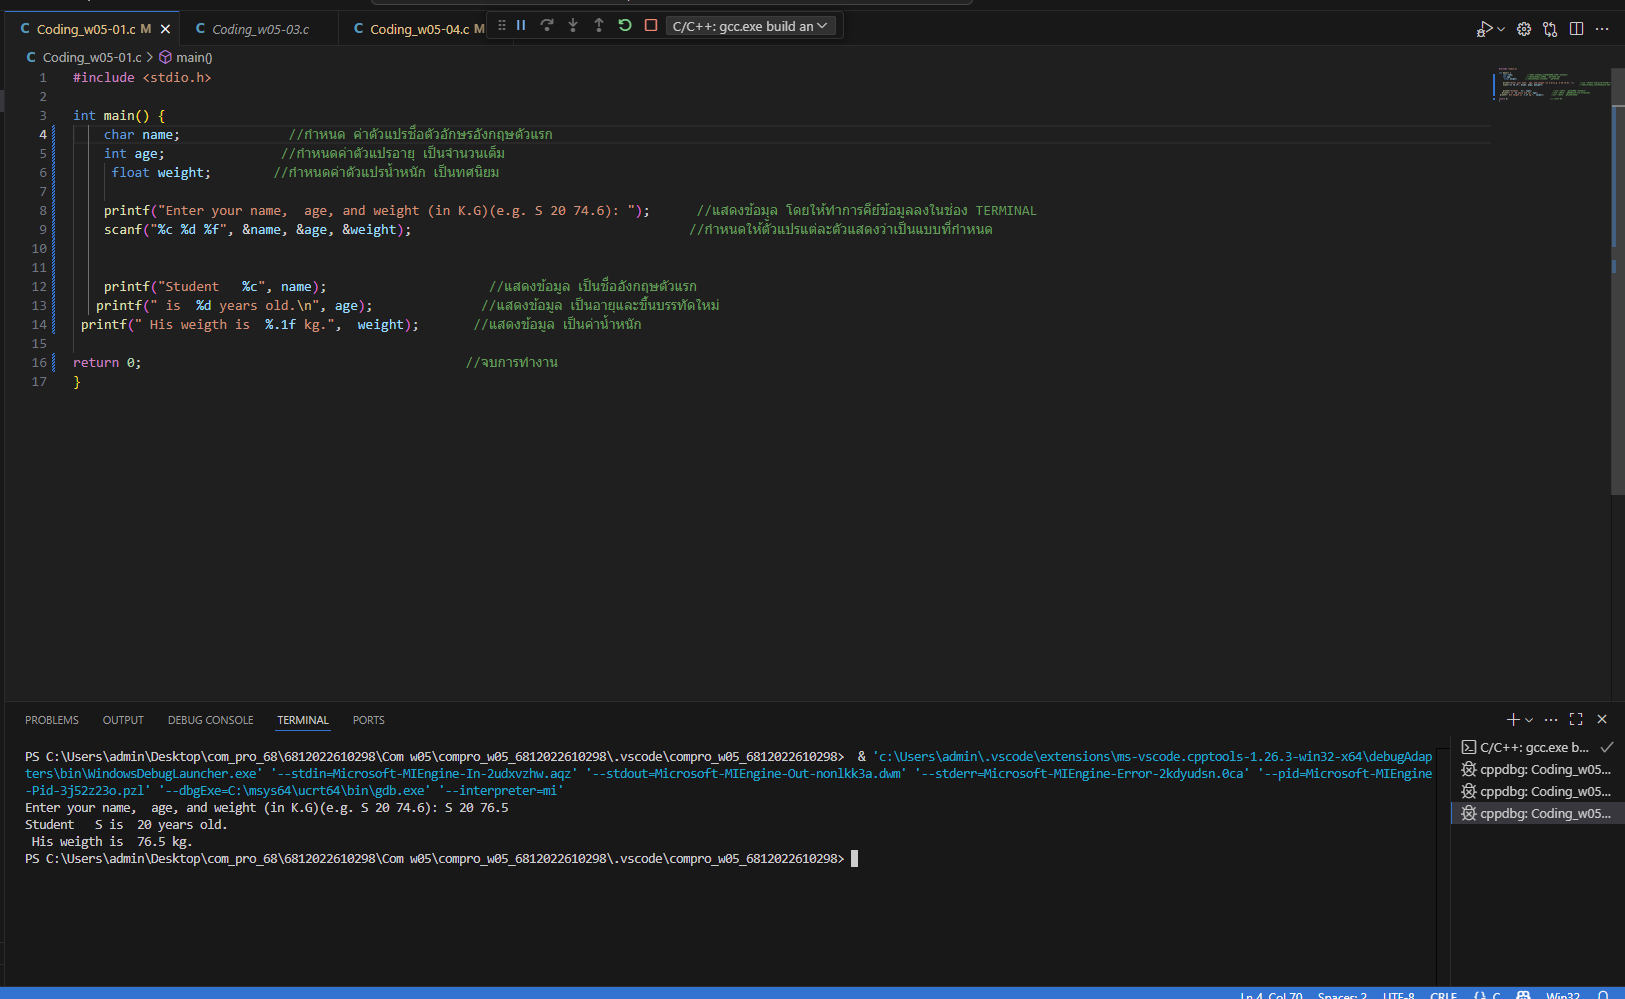 C Coding_w05-01.c M
C Coding_w05-03.c
C Coding_w05-04.c M
C/C++: gcc.exe build an
C Coding_w05-01.c > main()
1 #include <stdio.h>
2
3 int main() {
4 char name; //กำหนด ค่าตัวแปรชื่อตัวอักษรอังกฤษตัวแรก
5 int age; //กำหนดค่าตัวแปรอายุ เป็นจำนวนเต็ม
6 float weight; //กำหนดค่าตัวแปรน้ำหนัก เป็นทศนิยม
7
8 printf("Enter your name,  age, and weight (in K.G)(e.g. S 20 74.6): "); //แสดงข้อมูล โดยให้ทำการคีย์ข้อมูลลงในช่อง TERMINAL
9 scanf("%c %d %f", &name, &age, &weight); //กำหนดให้ตัวแปรแต่ละตัวแสดงว่าเป็นแบบที่กำหนด
10
11
12 printf("Student   %c", name); //แสดงข้อมูล เป็นชื่ออังกฤษตัวแรก
13 printf(" is  %d years old.\n", age); //แสดงข้อมูล เป็นอายุและขึ้นบรรทัดใหม่
14 printf(" His weigth is  %.1f kg.",  weight); //แสดงข้อมูล เป็นค่าน้ำหนัก
15
16 return 0; //จบการทำงาน
17 }
PROBLEMS OUTPUT DEBUG CONSOLE TERMINAL PORTS
PS C:\Users\admin\Desktop\com_pro_68\6812022610298\Com w05\compro_w05_6812022610298\.vscode\compro_w05_6812022610298>  & 'c:\Users\admin\.vscode\extensions\ms-vscode.cpptools-1.26.3-win32-x64\debugAdap
ters\bin\WindowsDebugLauncher.exe' '--stdin=Microsoft-MIEngine-In-2udxvzhw.aqz' '--stdout=Microsoft-MIEngine-Out-nonlkk3a.dwm' '--stderr=Microsoft-MIEngine-Error-2kdyudsn.0ca' '--pid=Microsoft-MIEngine
-Pid-3j52z23o.pzl' '--dbgExe=C:\msys64\ucrt64\bin\gdb.exe' '--interpreter=mi'
Enter your name,  age, and weight (in K.G)(e.g. S 20 74.6): S 20 76.5
Student   S is  20 years old.
 His weigth is  76.5 kg.
PS C:\Users\admin\Desktop\com_pro_68\6812022610298\Com w05\compro_w05_6812022610298\.vscode\compro_w05_6812022610298>
C/C++: gcc.exe b...
cppdbg: Coding_w05...
cppdbg: Coding_w05...
cppdbg: Coding_w05...
Ln 4, Col 70 Spaces: 2 UTF-8 CRLF {} C Win32